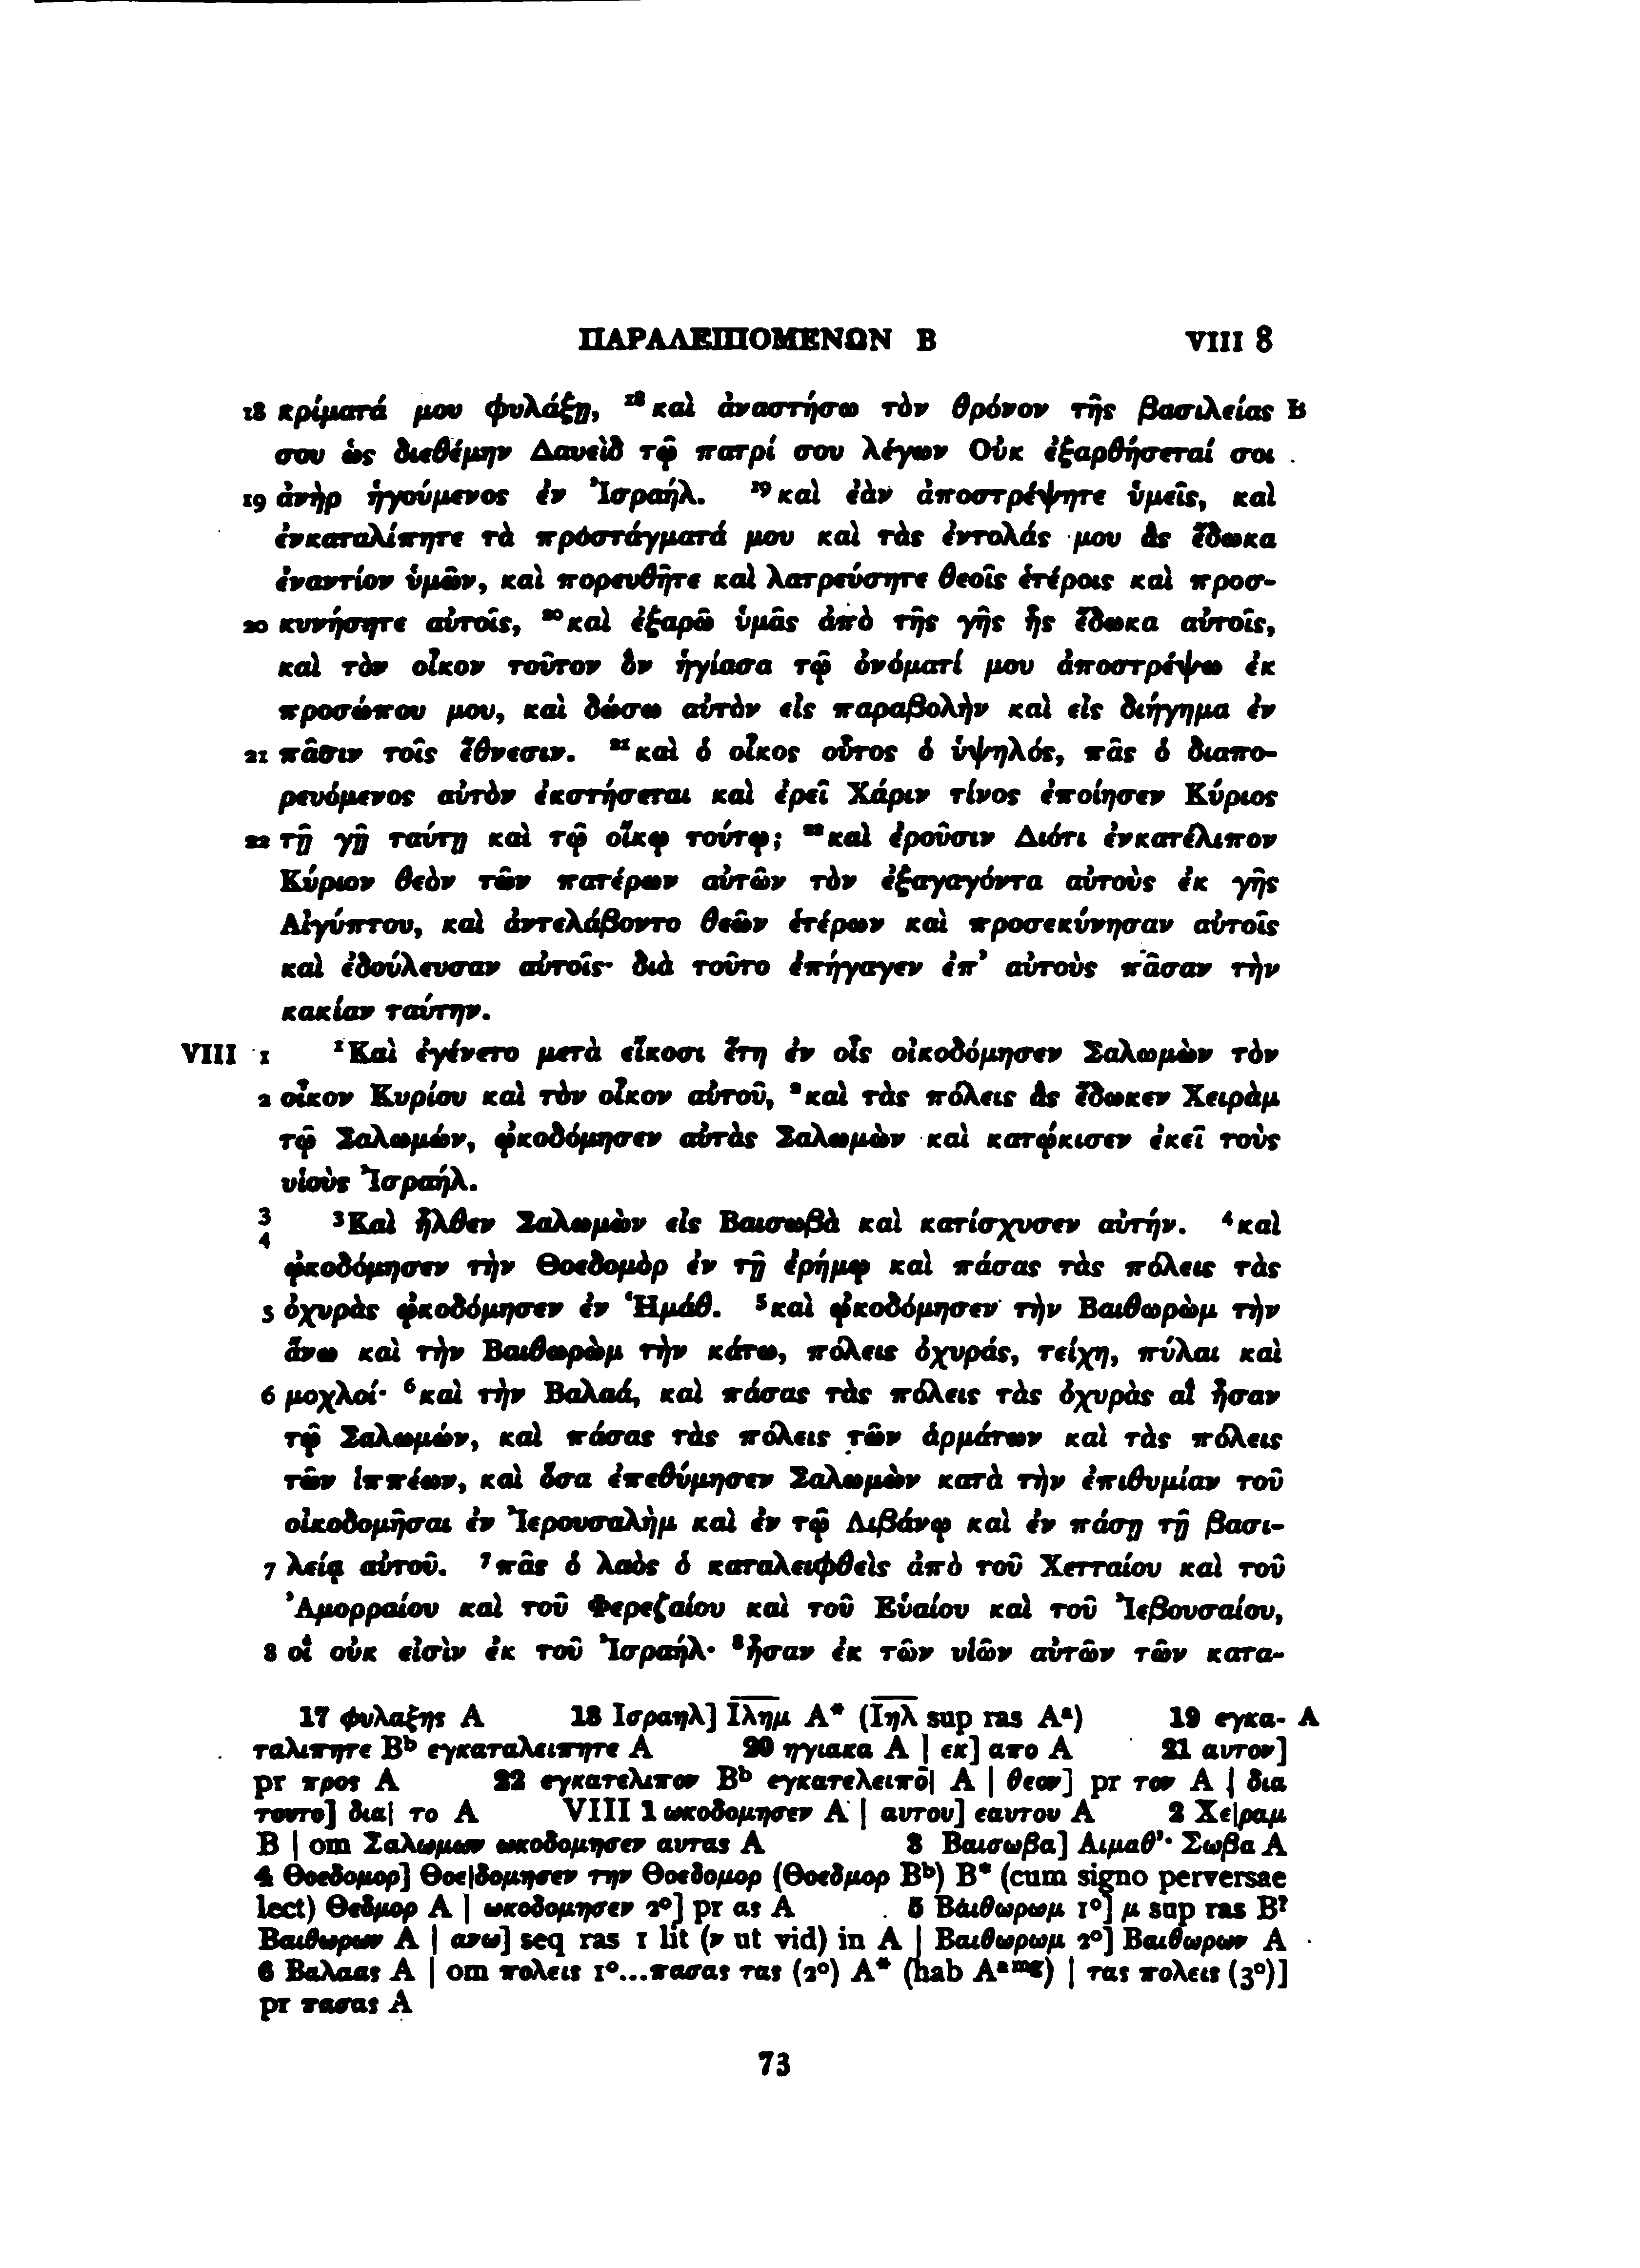 ΠΑΡΑΛΕΙΠΟΜΕΝΩΝ Β VIII 8
18 κρίματά μου φυλάξῃ, ¹⁸καὶ ἀναστήσω τὸν θρόνον τῆς βασιλείας B
σου ὡς διεθέμην Δαυεὶδ τῷ πατρί σου λέγων Οὐκ ἐξαρθήσεταί σοι
19 ἀνὴρ ἡγούμενος ἐν Ἰσραήλ. ¹⁹καὶ ἐὰν ἀποστρέψητε ὑμεῖς, καὶ
ἐνκαταλίπητε τὰ προστάγματά μου καὶ τὰς ἐντολάς μου ἃς ἔδωκα
ἐναντίον ὑμῶν, καὶ πορευθῆτε καὶ λατρεύσητε θεοῖς ἑτέροις καὶ προσ-
20 κυνήσητε αὐτοῖς, ²⁰καὶ ἐξαρῶ ὑμᾶς ἀπὸ τῆς γῆς ἧς ἔδωκα αὐτοῖς,
καὶ τὸν οἶκον τοῦτον ὃν ἡγίασα τῷ ὀνόματί μου ἀποστρέψω ἐκ
προσώπου μου, καὶ δώσω αὐτὸν εἰς παραβολὴν καὶ εἰς διήγημα ἐν
21 πᾶσιν τοῖς ἔθνεσιν. ²¹καὶ ὁ οἶκος οὗτος ὁ ὑψηλός, πᾶς ὁ διαπο-
ρευόμενος αὐτὸν ἐκστήσεται καὶ ἐρεῖ Χάριν τίνος ἐποίησεν Κύριος
22 τῇ γῇ ταύτῃ καὶ τῷ οἴκῳ τούτῳ; ²²καὶ ἐροῦσιν Διότι ἐνκατέλιπον
Κύριον θεὸν τῶν πατέρων αὐτῶν τὸν ἐξαγαγόντα αὐτοὺς ἐκ γῆς
Αἰγύπτου, καὶ ἀντελάβοντο θεῶν ἑτέρων καὶ προσεκύνησαν αὐτοῖς
καὶ ἐδούλευσαν αὐτοῖς· διὰ τοῦτο ἐπήγαγεν ἐπ’ αὐτοὺς πᾶσαν τὴν
κακίαν ταύτην.
VIII 1 ¹Καὶ ἐγένετο μετὰ εἴκοσι ἔτη ἐν οἷς οἰκοδόμησεν Σαλωμὼν τὸν
2 οἶκον Κυρίου καὶ τὸν οἶκον αὐτοῦ, ²καὶ τὰς πόλεις ἃς ἔδωκεν Χειρὰμ
τῷ Σαλωμών, ᾠκοδόμησεν αὐτὰς Σαλωμὼν καὶ κατῴκισεν ἐκεῖ τοὺς
υἱοὺς Ἰσραήλ.
3 4 ³Καὶ ἦλθεν Σαλωμὼν εἰς Βαισωβὰ καὶ κατίσχυσεν αὐτήν. ⁴καὶ
ᾠκοδόμησεν τὴν Θοεδομὸρ ἐν τῇ ἐρήμῳ καὶ πάσας τὰς πόλεις τὰς
5 ὀχυρὰς ᾠκοδόμησεν ἐν Ἡμάθ. ⁵καὶ ᾠκοδόμησεν τὴν Βαιθωρὼμ τὴν
ἄνω καὶ τὴν Βαιθωρὼμ τὴν κάτω, πόλεις ὀχυράς, τείχη, πύλαι καὶ
6 μοχλοί· ⁶καὶ τὴν Βαλαά, καὶ πάσας τὰς πόλεις τὰς ὀχυρὰς αἳ ἦσαν
τῷ Σαλωμών, καὶ πάσας τὰς πόλεις τῶν ἁρμάτων καὶ τὰς πόλεις
τῶν ἱππέων, καὶ ὅσα ἐπεθύμησεν Σαλωμὼν κατὰ τὴν ἐπιθυμίαν τοῦ
οἰκοδομῆσαι ἐν Ἰερουσαλὴμ καὶ ἐν τῷ Λιβάνῳ καὶ ἐν πάσῃ τῇ βασι-
7 λείᾳ αὐτοῦ. ⁷πᾶς ὁ λαὸς ὁ καταλειφθεὶς ἀπὸ τοῦ Χετταίου καὶ τοῦ
Ἀμορραίου καὶ τοῦ Φερεζαίου καὶ τοῦ Εὑαίου καὶ τοῦ Ἰεβουσαίου,
8 οἳ οὐκ εἰσὶν ἐκ τοῦ Ἰσραήλ· ⁸ἦσαν ἐκ τῶν υἱῶν αὐτῶν τῶν κατα-
17 φυλαξης A 18 Ισραηλ] Ιλημ A* (Ιηλ sup ras Aᵃ) 19 εγκα- A
ταλιπητε Bᵇ εγκαταλειπητε A 20 ηγιακα A | εκ] απο A 21 αυτον]
pr προς A 22 εγκατελιπον Bᵇ εγκατελειπο̄| A | θεον] pr τον A | δια
τουτο] δια| το A VIII 1 ωκοδομησεν A | αυτου] εαυτου A 2 Χε|ραμ
B | om Σαλωμων ωκοδομησεν αυτας A 3 Βαισωβα] Αιμαθ’· Σωβα A
4 Θοεδομορ] Θοε|δομησεν την Θοεδομορ (Θοεδμορ Bᵇ) B* (cum signo perversae
lect) Θεδμορ A | ωκοδομησεν 2º] pr ας A 5 Βαιθωρωμ 1º] μ sup ras B?
Βαιθωρων A | ανω] seq ras 1 lit (ν ut vid) in A | Βαιθωρωμ 2º] Βαιθωρων A
6 Βαλαας A | om πολεις 1º...πασας τας (2º) A* (hab Aᵃᵐᵍ) | τας πολεις (3º)]
pr πασας A
73